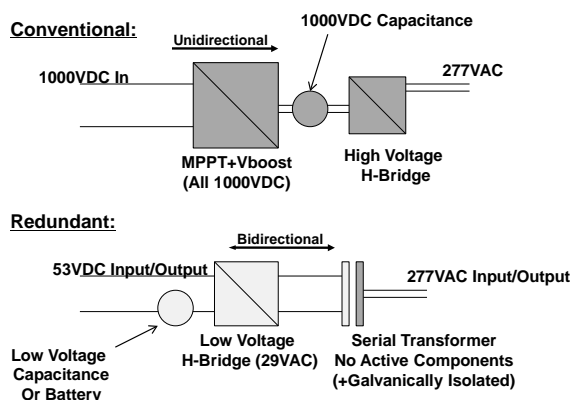 Conventional:
Unidirectional
1000VDC Capacitance
1000VDC In
277VAC
MPPT+Vboost
(All 1000VDC)
High Voltage
H-Bridge
Redundant:
Bidirectional
53VDC Input/Output
277VAC Input/Output
Low Voltage
Capacitance
Or Battery
Low Voltage
H-Bridge (29VAC)
Serial Transformer
No Active Components
(+Galvanically Isolated)